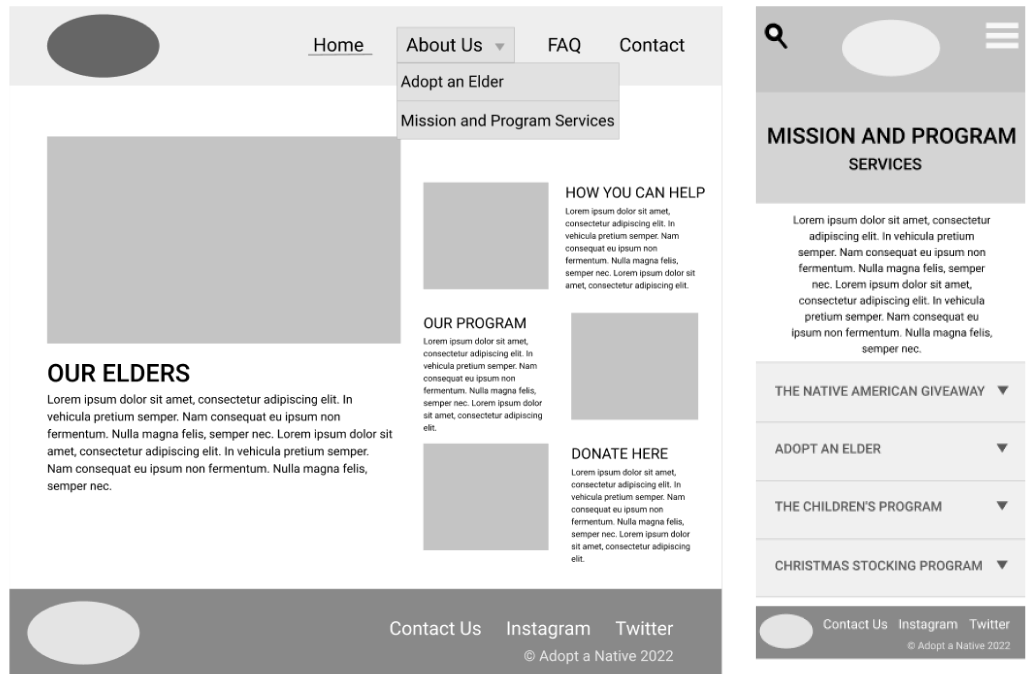 Home
About Us
FAQ
Contact
Adopt an Elder
Mission and Program Services
OUR ELDERS
Lorem ipsum dolor sit amet, consectetur adipiscing elit. In
vehicula pretium semper. Nam consequat eu ipsum non
fermentum. Nulla magna felis, semper nec. Lorem ipsum dolor sit
amet, consectetur adipiscing elit. In vehicula pretium semper.
Nam consequat eu ipsum non fermentum. Nulla magna felis,
semper nec.
HOW YOU CAN HELP
Lorem ipsum dolor sit amet,
consectetur adipiscing elit. In
vehicula pretium semper. Nam
consequat eu ipsum non
fermentum. Nulla magna felis,
semper nec. Lorem ipsum dolor sit
amet, consectetur adipiscing elit.
OUR PROGRAM
Lorem ipsum dolor sit amet,
consectetur adipiscing elit. In
vehicula pretium semper. Nam
consequat eu ipsum non
fermentum. Nulla magna felis,
semper nec. Lorem ipsum dolor
sit amet, consectetur adipiscing
elit.
DONATE HERE
Lorem ipsum dolor sit amet,
consectetur adipiscing elit. In
vehicula pretium semper. Nam
consequat eu ipsum non
fermentum. Nulla magna felis,
semper nec. Lorem ipsum dolor
sit amet, consectetur adipiscing
elit.
Contact Us
Instagram
Twitter
© Adopt a Native 2022
MISSION AND PROGRAM
SERVICES
Lorem ipsum dolor sit amet, consectetur
adipiscing elit. In vehicula pretium
semper. Nam consequat eu ipsum non
fermentum. Nulla magna felis, semper
nec. Lorem ipsum dolor sit amet,
consectetur adipiscing elit. In vehicula
pretium semper. Nam consequat eu
ipsum non fermentum. Nulla magna felis,
semper nec.
THE NATIVE AMERICAN GIVEAWAY
ADOPT AN ELDER
THE CHILDREN'S PROGRAM
CHRISTMAS STOCKING PROGRAM
Contact Us
Instagram
Twitter
© Adopt a Native 2022